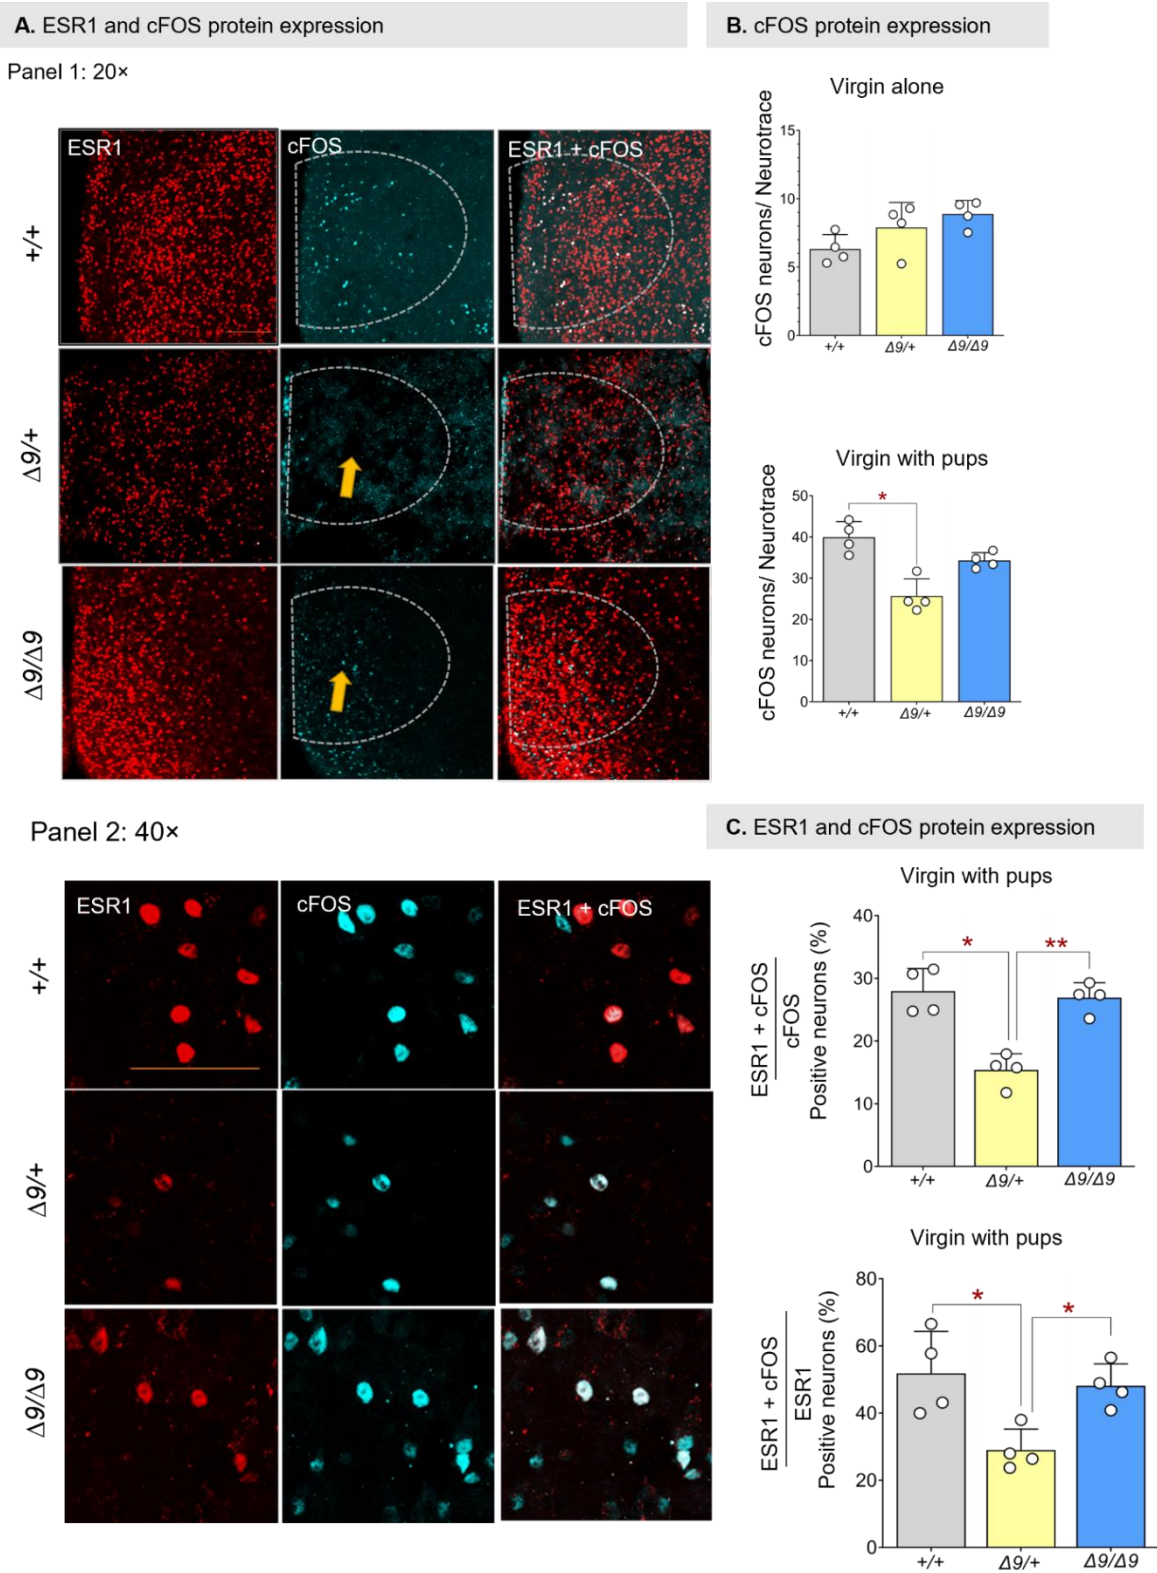 A. ESR1 and cFOS protein expression
Panel 1: 20×
ESR1
cFOS
ESR1 + cFOS
+/+
Δ9/+
Δ9/Δ9
Panel 2: 40×
ESR1
cFOS
ESR1 + cFOS
+/+
Δ9/+
Δ9/Δ9
B. cFOS protein expression
Virgin alone
cFOS neurons/ Neurotrace
15
10
5
0
+/+
Δ9/+
Δ9/Δ9
Virgin with pups
cFOS neurons/ Neurotrace
50
40
30
20
10
0
*
+/+
Δ9/+
Δ9/Δ9
C. ESR1 and cFOS protein expression
Virgin with pups
ESR1 + cFOS
cFOS
Positive neurons (%)
40
30
20
10
0
*
**
+/+
Δ9/+
Δ9/Δ9
Virgin with pups
ESR1 + cFOS
ESR1
Positive neurons (%)
80
60
40
20
0
*
*
+/+
Δ9/+
Δ9/Δ9